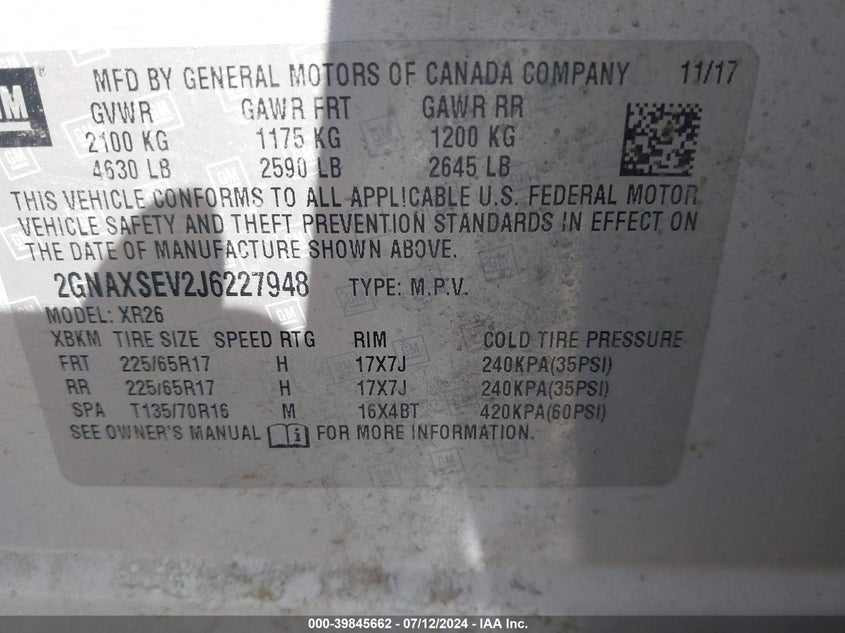 GM MFD BY GENERAL MOTORS OF CANADA COMPANY 11/17
GVWR GAWR FRT GAWR RR
2100 KG 1175 KG 1200 KG
4630 LB 2590 LB 2645 LB
THIS VEHICLE CONFORMS TO ALL APPLICABLE U.S. FEDERAL MOTOR
VEHICLE SAFETY AND THEFT PREVENTION STANDARDS IN EFFECT ON
THE DATE OF MANUFACTURE SHOWN ABOVE.
2GNAXSEV2J6227948 TYPE: M.P.V.
MODEL: XR26
XBKM TIRE SIZE SPEED RTG RIM COLD TIRE PRESSURE
FRT 225/65R17 H 17X7J 240KPA(35PSI)
RR 225/65R17 H 17X7J 240KPA(35PSI)
SPA T135/70R16 M 16X4BT 420KPA(60PSI)
SEE OWNER'S MANUAL FOR MORE INFORMATION.
000-39845662 - 07/12/2024 - IAA Inc.